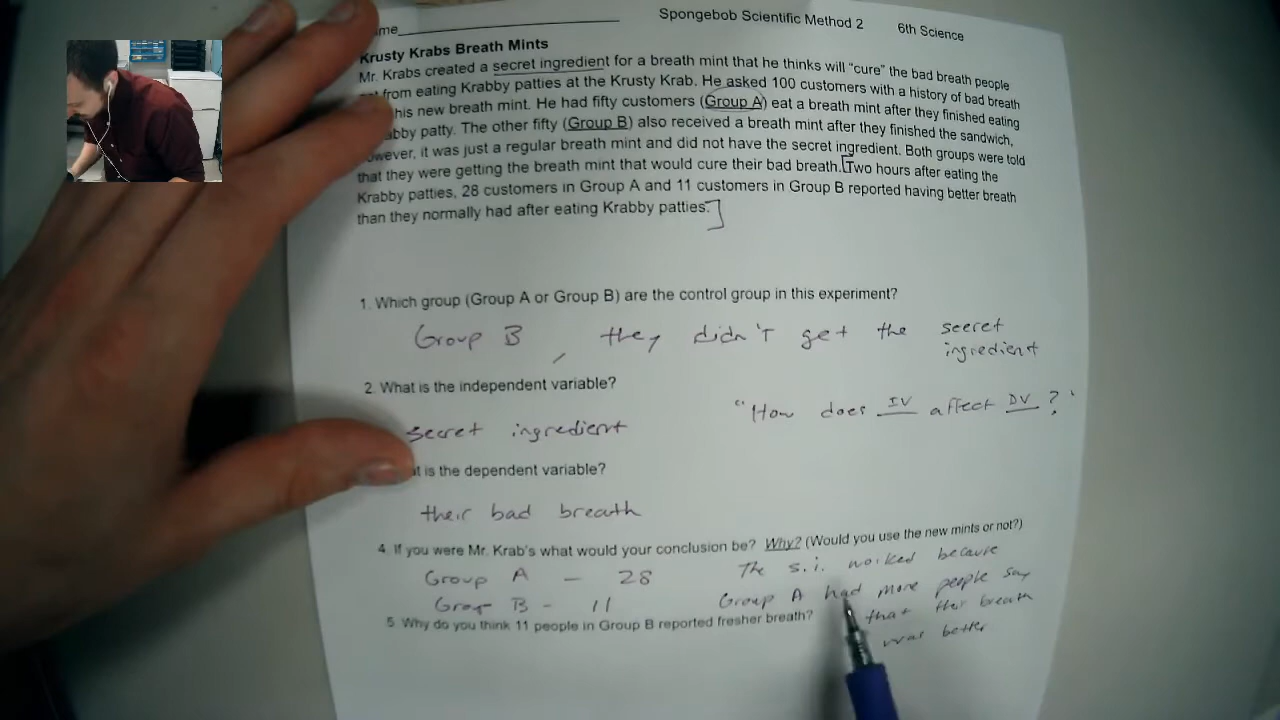 Spongebob Scientific Method 2 6th Science
Krusty Krabs Breath Mints
Mr. Krabs created a secret ingredient for a breath mint that he thinks will “cure” the bad breath people
from eating Krabby patties at the Krusty Krab. He asked 100 customers with a history of bad breath
his new breath mint. He had fifty customers (Group A) eat a breath mint after they finished eating
patty. The other fifty (Group B) also received a breath mint after they finished the sandwich,
it was just a regular breath mint and did not have the secret ingredient. Both groups were told
that they were getting the breath mint that would cure their bad breath. Two hours after eating the
Krabby patties, 28 customers in Group A and 11 customers in Group B reported having better breath
than they normally had after eating Krabby patties.
1. Which group (Group A or Group B) are the control group in this experiment?
Group B, they didn't get the secret
ingredient
2. What is the independent variable?
"How does IV affect DV ?"
secret ingredient
is the dependent variable?
their bad breath
4. If you were Mr. Krab's what would your conclusion be? Why? (Would you use the new mints or not?)
Group A - 28 The s.i. worked because
Group B - 11 Group A had more people say
that their breath
was better
5. Why do you think 11 people in Group B reported fresher breath?